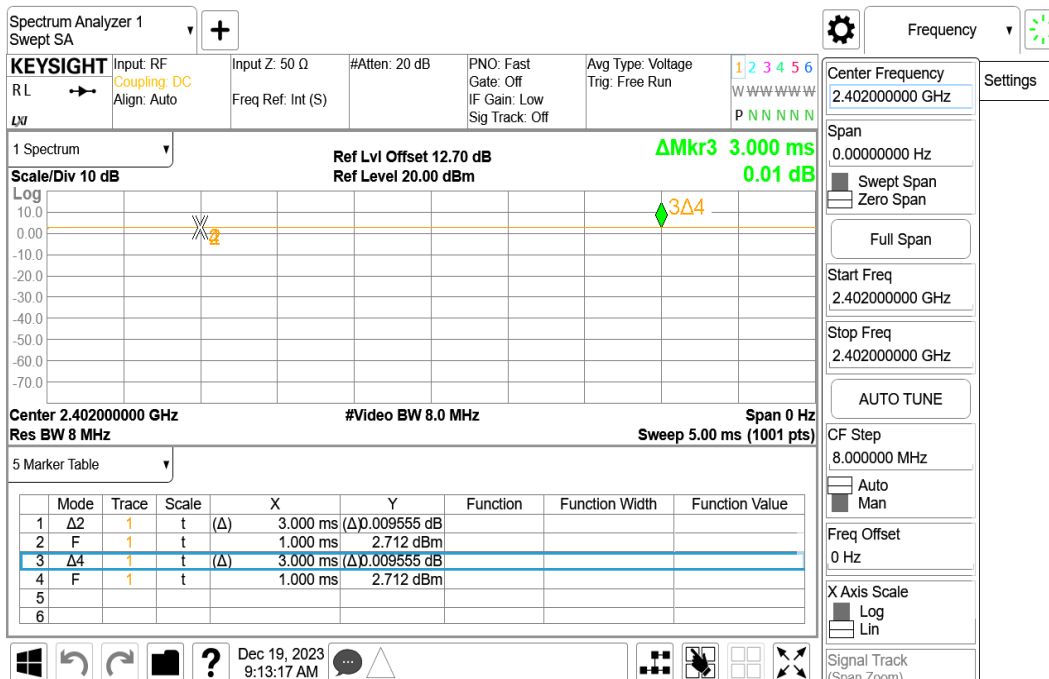 Spectrum Analyzer 1
Swept SA
Frequency
KEYSIGHT
Input: RF
Input Z: 50 Ω
#Atten: 20 dB
PNO: Fast
Avg Type: Voltage
1 2 3 4 5 6
R L
Coupling: DC
Gate: Off
Trig: Free Run
Align: Auto
Freq Ref: Int (S)
IF Gain: Low
W W W W W W
LXI
Sig Track: Off
P N N N N N
Center Frequency
2.402000000 GHz
Settings
Span
0.00000000 Hz
Swept Span
Zero Span
Full Span
Start Freq
2.402000000 GHz
Stop Freq
2.402000000 GHz
AUTO TUNE
CF Step
8.000000 MHz
Auto
Man
Freq Offset
0 Hz
X Axis Scale
Log
Lin
Signal Track
(Span Zoom)
1 Spectrum
Ref Lvl Offset 12.70 dB
ΔMkr3 3.000 ms
Scale/Div 10 dB
Ref Level 20.00 dBm
0.01 dB
Log
10.0
0.00
-10.0
-20.0
-30.0
-40.0
-50.0
-60.0
-70.0
3Δ4
Center 2.402000000 GHz
#Video BW 8.0 MHz
Span 0 Hz
Res BW 8 MHz
Sweep 5.00 ms (1001 pts)
5 Marker Table
Mode Trace Scale X Y Function Function Width Function Value
1 Δ2 1 t (Δ) 3.000 ms (Δ)0.009555 dB
2 F 1 t 1.000 ms 2.712 dBm
3 Δ4 1 t (Δ) 3.000 ms (Δ)0.009555 dB
4 F 1 t 1.000 ms 2.712 dBm
5
6
?
Dec 19, 2023
9:13:17 AM